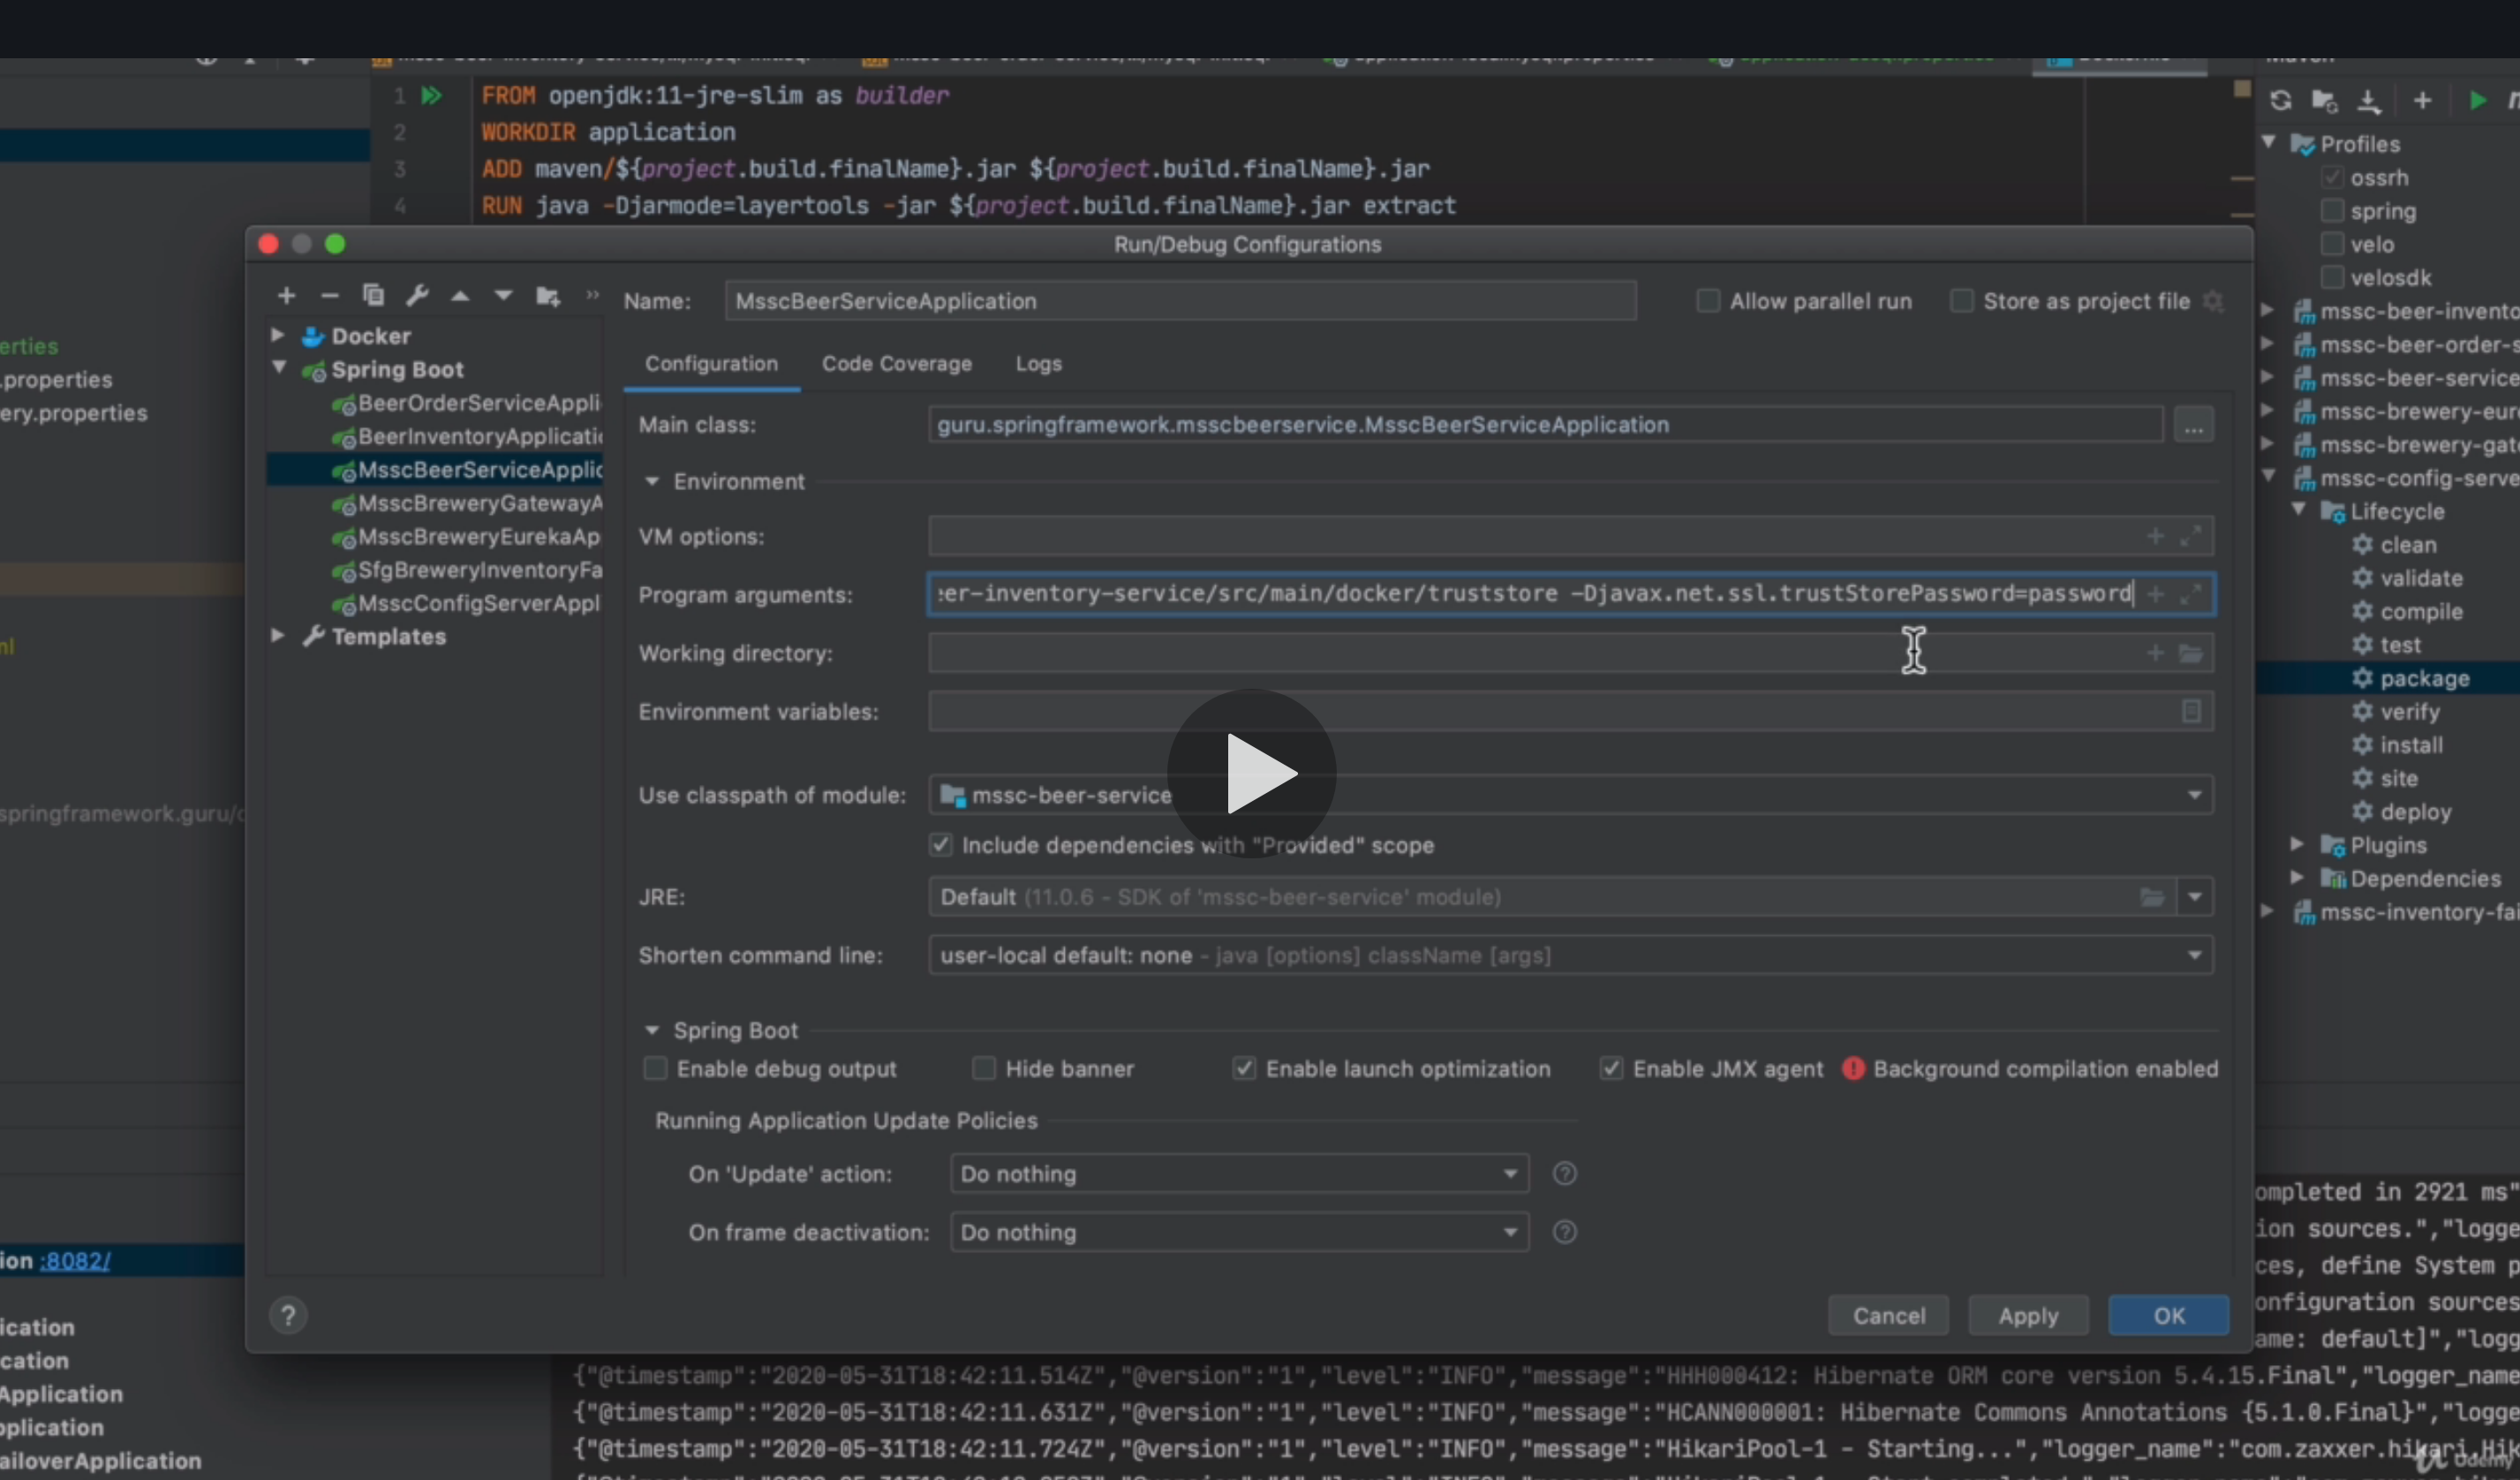 1 FROM openjdk:11-jre-slim as builder
2 WORKDIR application
3 ADD maven/${project.build.finalName}.jar ${project.build.finalName}.jar
4 RUN java -Djarmode=layertools -jar ${project.build.finalName}.jar extract
erties
.properties
ery.properties
ml
springframework.guru/c
ion :8082/
ication
cation
Application
pplication
ailoverApplication
Run/Debug Configurations
Docker
Spring Boot
BeerOrderServiceAppli
BeerInventoryApplicatio
MsscBeerServiceApplic
MsscBreweryGatewayA
MsscBreweryEurekaAp
SfgBreweryInventoryFa
MsscConfigServerAppl
Templates
Name: MsscBeerServiceApplication Allow parallel run Store as project file
Configuration Code Coverage Logs
Main class: guru.springframework.msscbeerservice.MsscBeerServiceApplication ...
Environment
VM options:
Program arguments: er-inventory-service/src/main/docker/truststore -Djavax.net.ssl.trustStorePassword=password
Working directory:
Environment variables:
Use classpath of module: mssc-beer-service
Include dependencies with "Provided" scope
JRE: Default (11.0.6 - SDK of 'mssc-beer-service' module)
Shorten command line: user-local default: none - java [options] className [args]
Spring Boot
Enable debug output Hide banner Enable launch optimization Enable JMX agent Background compilation enabled
Running Application Update Policies
On 'Update' action: Do nothing ?
On frame deactivation: Do nothing ?
? Cancel Apply OK
Profiles
ossrh
spring
velo
velosdk
mssc-beer-invento
mssc-beer-order-s
mssc-beer-service
mssc-brewery-eur
mssc-brewery-gat
mssc-config-serve
Lifecycle
clean
validate
compile
test
package
verify
install
site
deploy
Plugins
Dependencies
mssc-inventory-fai
ompleted in 2921 ms"
ion sources.","logge
ces, define System p
onfiguration sources
ame: default]","logg
{"@timestamp":"2020-05-31T18:42:11.514Z","@version":"1","level":"INFO","message":"HHH000412: Hibernate ORM core version 5.4.15.Final","logger_name
{"@timestamp":"2020-05-31T18:42:11.631Z","@version":"1","level":"INFO","message":"HCANN000001: Hibernate Commons Annotations {5.1.0.Final}","logge
{"@timestamp":"2020-05-31T18:42:11.724Z","@version":"1","level":"INFO","message":"HikariPool-1 - Starting...","logger_name":"com.zaxxer.hikari.Hik